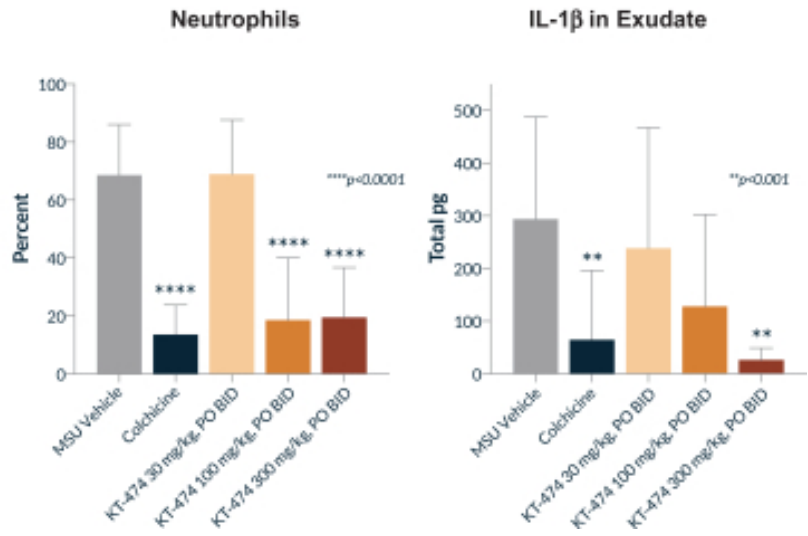 Neutrophils
100
80
60
40
20
0
Percent
****p<0.0001
****
****
****
MSU Vehicle
Colchicine
KT-474 30 mg/kg, PO BID
KT-474 100 mg/kg, PO BID
KT-474 300 mg/kg, PO BID
IL-1β in Exudate
500
400
300
200
100
0
Total pg
**p<0.001
**
**
MSU Vehicle
Colchicine
KT-474 30 mg/kg, PO BID
KT-474 100 mg/kg, PO BID
KT-474 300 mg/kg, PO BID